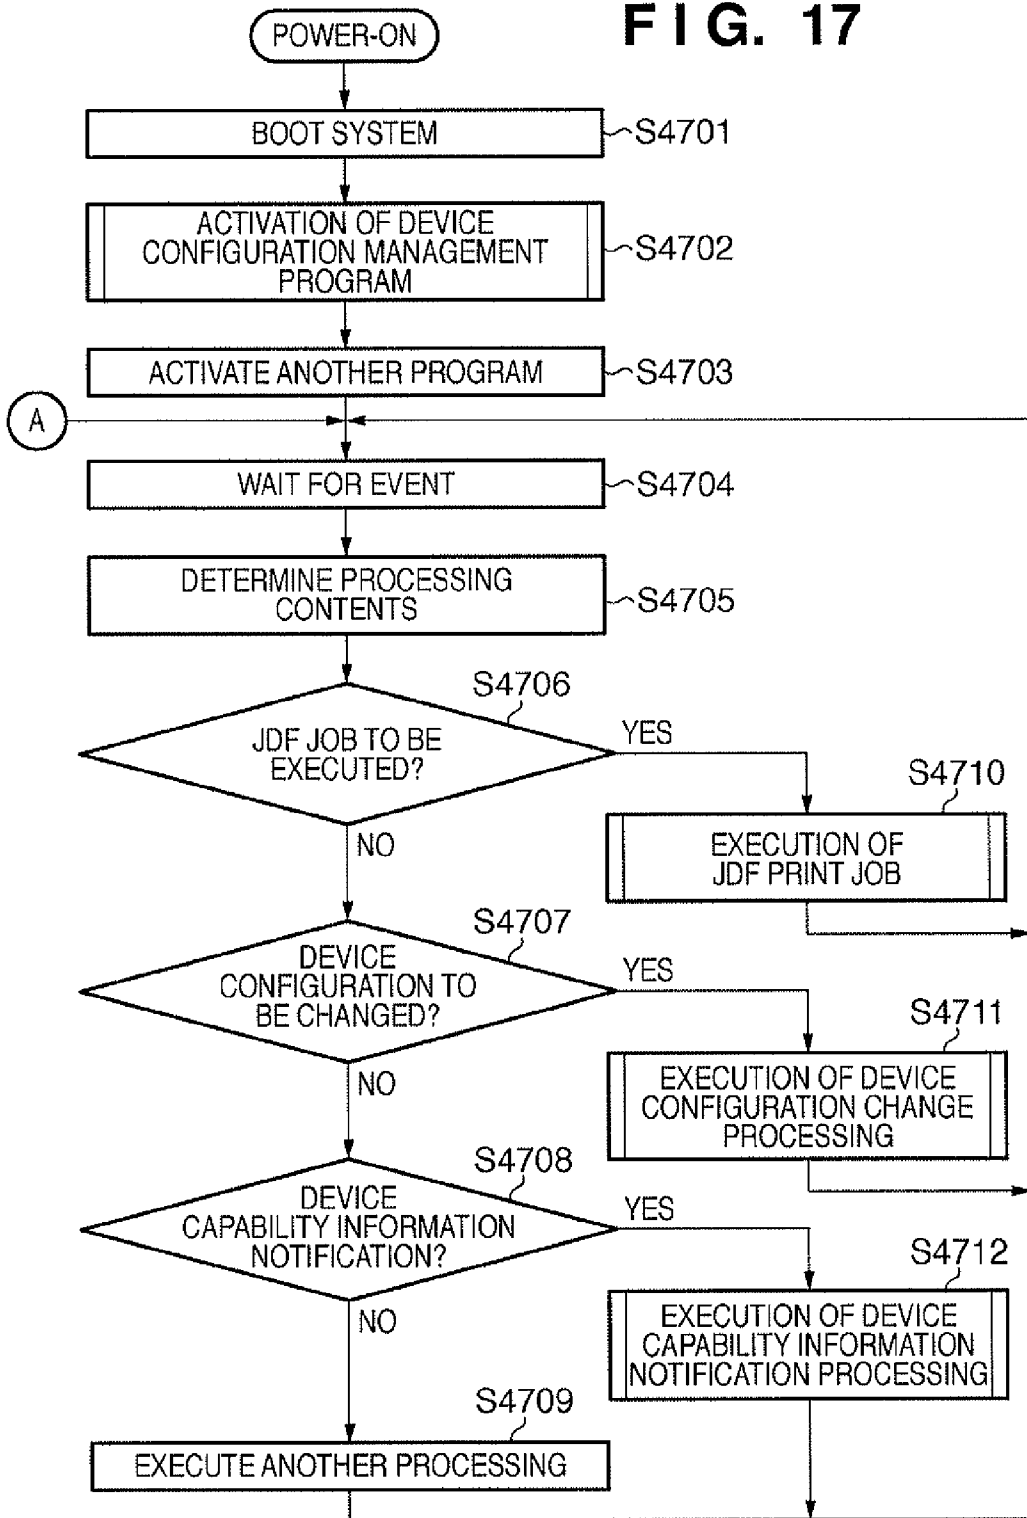 FIG. 17
POWER-ON
BOOT SYSTEM
S4701
ACTIVATION OF DEVICE
CONFIGURATION MANAGEMENT
PROGRAM
S4702
ACTIVATE ANOTHER PROGRAM
S4703
A
WAIT FOR EVENT
S4704
DETERMINE PROCESSING
CONTENTS
S4705
S4706
JDF JOB TO BE
EXECUTED?
YES
NO
S4710
EXECUTION OF
JDF PRINT JOB
S4707
DEVICE
CONFIGURATION TO
BE CHANGED?
YES
NO
S4711
EXECUTION OF DEVICE
CONFIGURATION CHANGE
PROCESSING
S4708
DEVICE
CAPABILITY INFORMATION
NOTIFICATION?
YES
NO
S4712
EXECUTION OF DEVICE
CAPABILITY INFORMATION
NOTIFICATION PROCESSING
S4709
EXECUTE ANOTHER PROCESSING